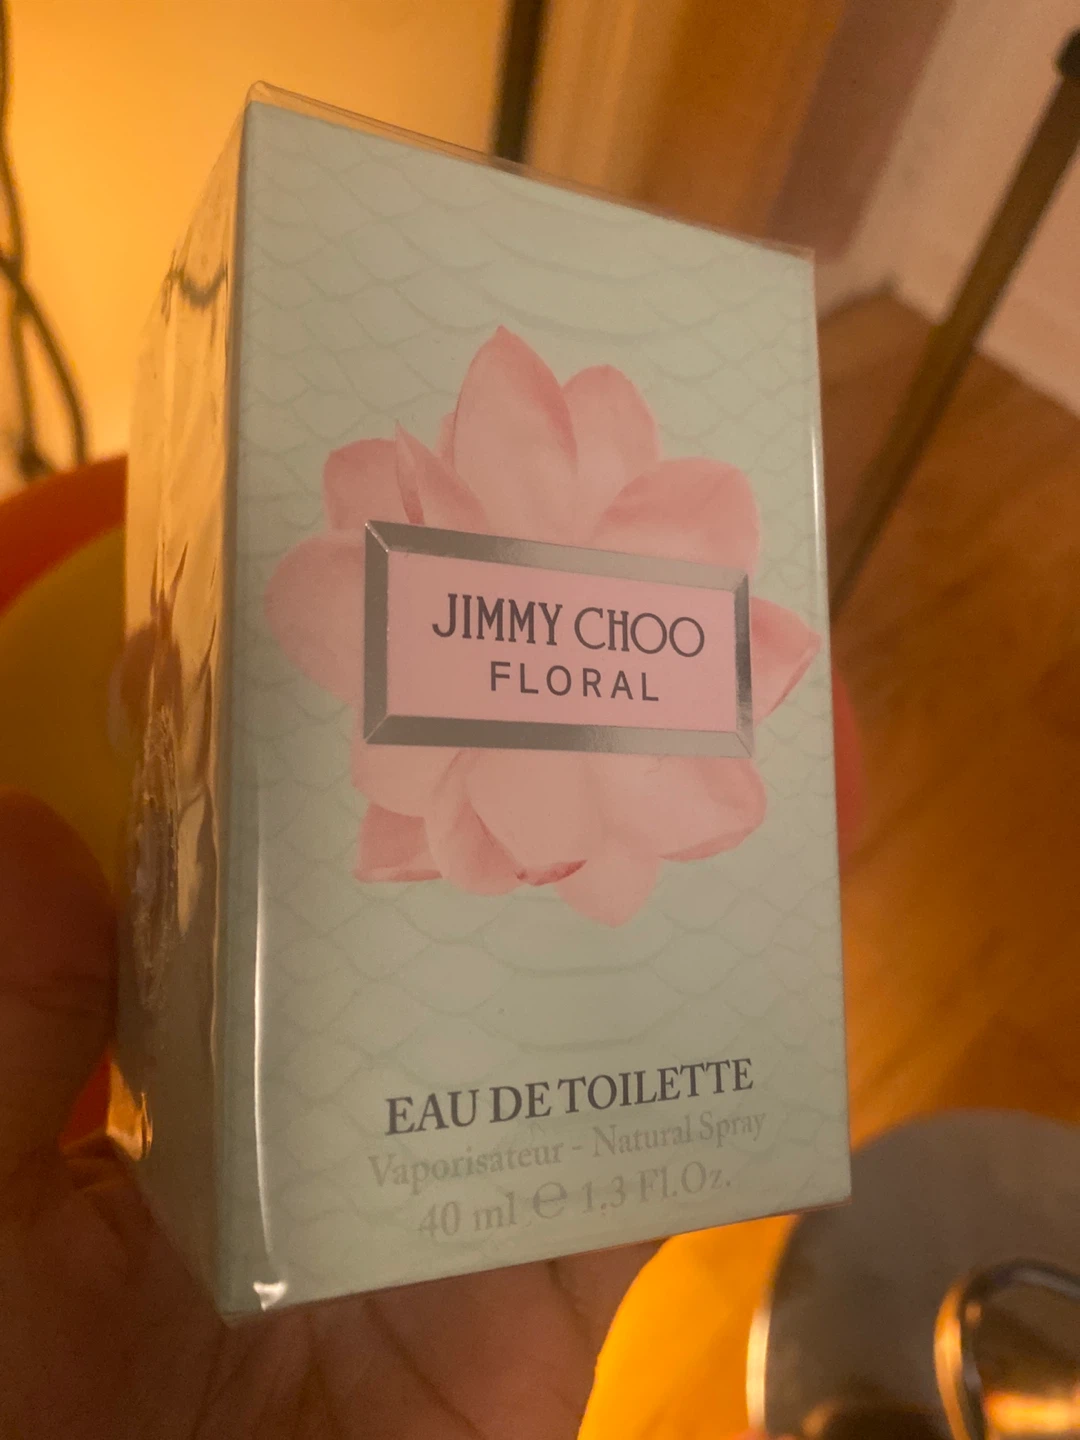 JIMMY CHOO
FLORAL
EAU DE TOILETTE
Vaporisateur - Natural Spray
40 ml ℮ 1.3 Fl.Oz.